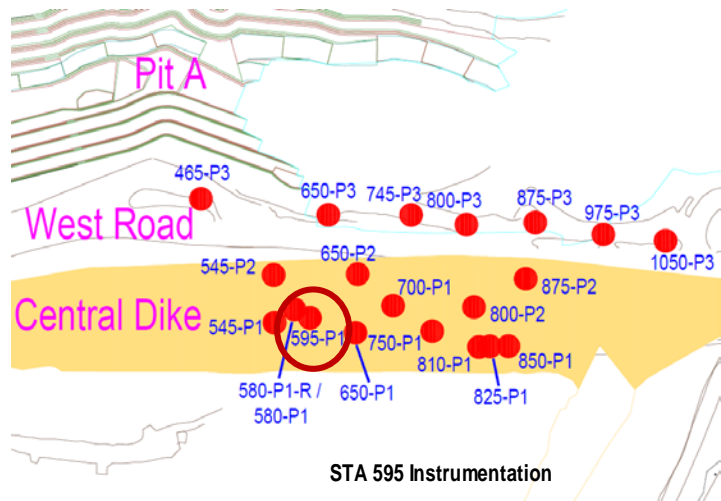 Pit A
465-P3
650-P3
745-P3
800-P3
875-P3
975-P3
1050-P3
West Road
545-P2
650-P2
700-P1
875-P2
Central Dike
545-P1
595-P1
750-P1
800-P2
810-P1
850-P1
580-P1-R /
580-P1
650-P1
825-P1
STA 595 Instrumentation